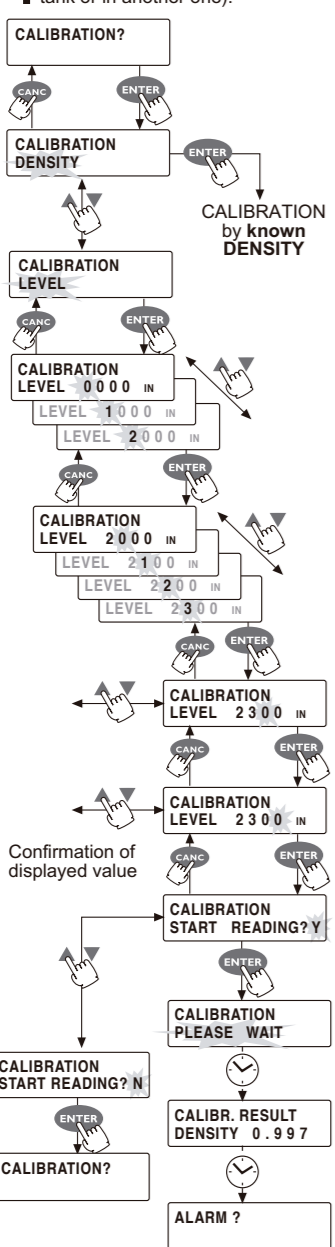 tank or in another one).
CALIBRATION?
CANC
ENTER
CALIBRATION
DENSITY
ENTER
CALIBRATION
by known
DENSITY
CALIBRATION
LEVEL
CANC
ENTER
CALIBRATION
LEVEL 0000 IN
LEVEL 1000 IN
LEVEL 2000 IN
CANC
ENTER
CALIBRATION
LEVEL 2000 IN
LEVEL 2100 IN
LEVEL 2200 IN
LEVEL 2300 IN
CANC
ENTER
CALIBRATION
LEVEL 2300 IN
CANC
ENTER
CALIBRATION
LEVEL 2300 IN
Confirmation of
displayed value
CANC
ENTER
CALIBRATION
START READING? Y
ENTER
CALIBRATION
PLEASE WAIT
CALIBRATION
START READING? N
ENTER
CALIBRATION?
CALIBR. RESULT
DENSITY 0.997
ALARM ?